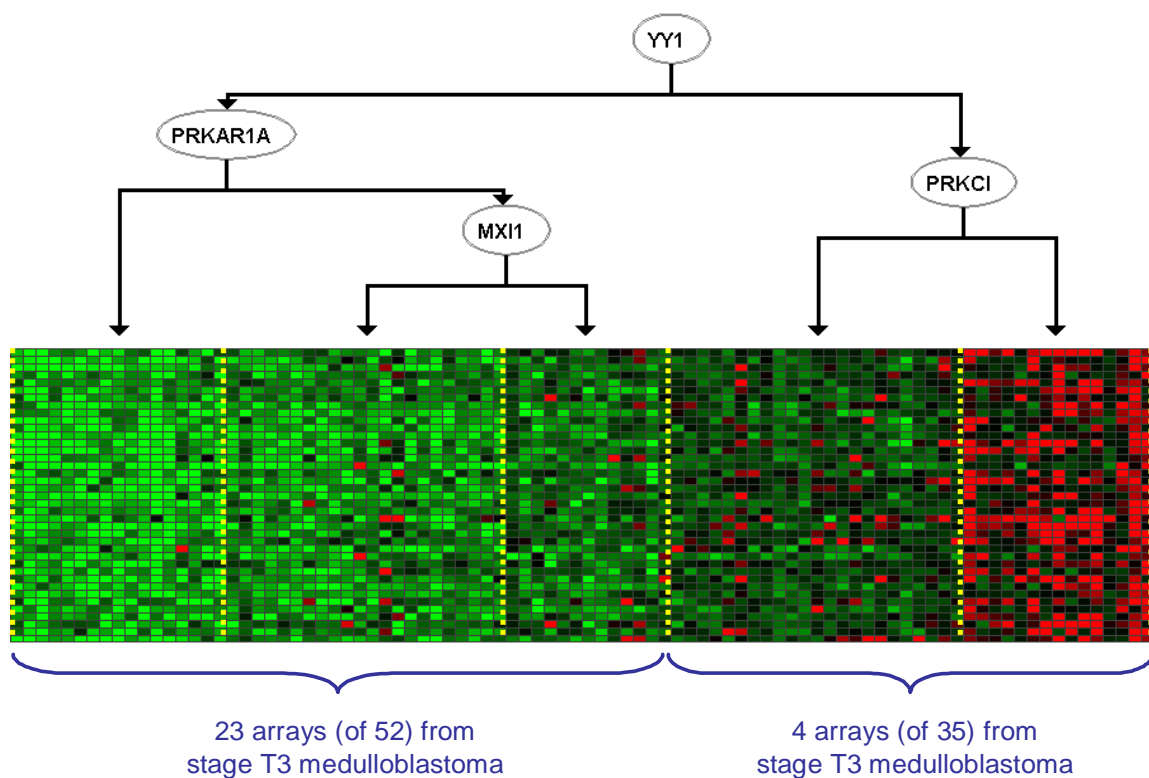 YY1
PRKAR1A
PRKCI
MXI1
23 arrays (of 52) from
stage T3 medulloblastoma
4 arrays (of 35) from
stage T3 medulloblastoma